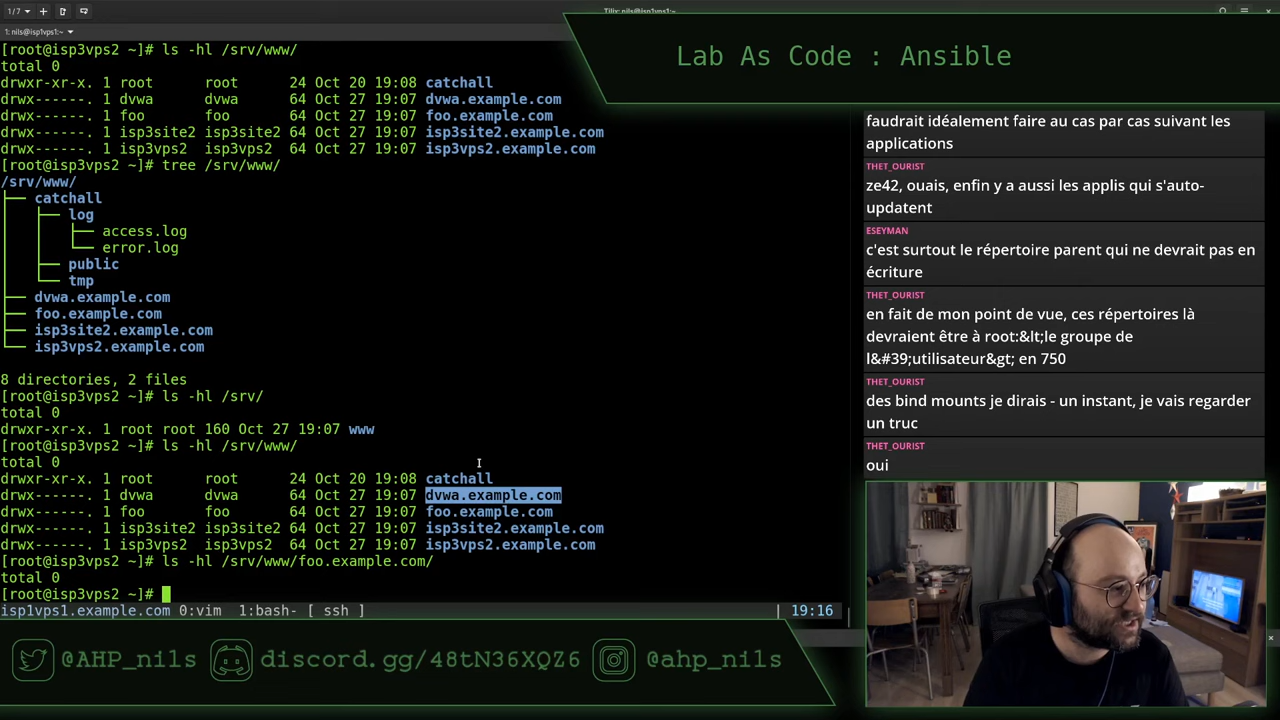 1/7
1: nils@isp1vps1:~
Tilix: nils@isp1vps1:~
Lab As Code : Ansible
[root@isp3vps2 ~]# ls -hl /srv/www/
total 0
drwxr-xr-x. 1 root      root      24 Oct 20 19:08 catchall
drwx------. 1 dvwa      dvwa      64 Oct 27 19:07 dvwa.example.com
drwx------. 1 foo       foo       64 Oct 27 19:07 foo.example.com
drwx------. 1 isp3site2 isp3site2 64 Oct 27 19:07 isp3site2.example.com
drwx------. 1 isp3vps2  isp3vps2  64 Oct 27 19:07 isp3vps2.example.com
[root@isp3vps2 ~]# tree /srv/www/
/srv/www/
├── catchall
│   ├── log
│   │   ├── access.log
│   │   └── error.log
│   ├── public
│   └── tmp
├── dvwa.example.com
├── foo.example.com
├── isp3site2.example.com
└── isp3vps2.example.com
8 directories, 2 files
[root@isp3vps2 ~]# ls -hl /srv/
total 0
drwxr-xr-x. 1 root root 160 Oct 27 19:07 www
[root@isp3vps2 ~]# ls -hl /srv/www/
total 0
drwxr-xr-x. 1 root      root      24 Oct 20 19:08 catchall
drwx------. 1 dvwa      dvwa      64 Oct 27 19:07 dvwa.example.com
drwx------. 1 foo       foo       64 Oct 27 19:07 foo.example.com
drwx------. 1 isp3site2 isp3site2 64 Oct 27 19:07 isp3site2.example.com
drwx------. 1 isp3vps2  isp3vps2  64 Oct 27 19:07 isp3vps2.example.com
[root@isp3vps2 ~]# ls -hl /srv/www/foo.example.com/
total 0
[root@isp3vps2 ~]#
isp1vps1.example.com 0:vim  1:bash- [ ssh ] | 19:16
faudrait idéalement faire au cas par cas suivant les
applications
THET_OURIST
ze42, ouais, enfin y a aussi les applis qui s'auto-
updatent
ESEYMAN
c'est surtout le répertoire parent qui ne devrait pas en
écriture
THET_OURIST
en fait de mon point de vue, ces répertoires là
devraient être à root:&lt;le groupe de
l&#39;utilisateur&gt; en 750
THET_OURIST
des bind mounts je dirais - un instant, je vais regarder
un truc
THET_OURIST
oui
@AHP_nils discord.gg/48tN36XQZ6 @ahp_nils